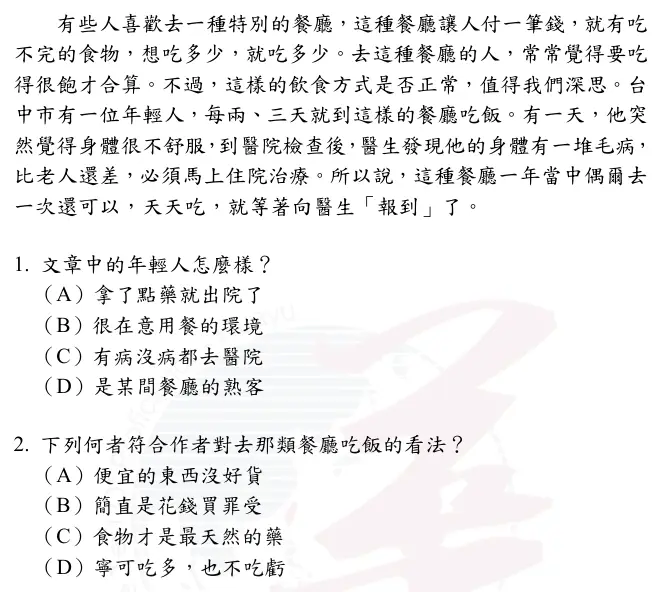 有些人喜歡去一種特別的餐廳，這種餐廳讓人付一筆錢，就有吃
不完的食物，想吃多少，就吃多少。去這種餐廳的人，常常覺得要吃
得很飽才合算。不過，這樣的飲食方式是否正常，值得我們深思。台
中市有一位年輕人，每兩、三天就到這樣的餐廳吃飯。有一天，他突
然覺得身體很不舒服，到醫院檢查後，醫生發現他的身體有一堆毛病，
比老人還差，必須馬上住院治療。所以說，這種餐廳一年當中偶爾去
一次還可以，天天吃，就等著向醫生「報到」了。
1. 文章中的年輕人怎麼樣？
（A）拿了點藥就出院了
（B）很在意用餐的環境
（C）有病沒病都去醫院
（D）是某間餐廳的熟客
2. 下列何者符合作者對去那類餐廳吃飯的看法？
（A）便宜的東西沒好貨
（B）簡直是花錢買罪受
（C）食物才是最天然的藥
（D）寧可吃多，也不吃虧